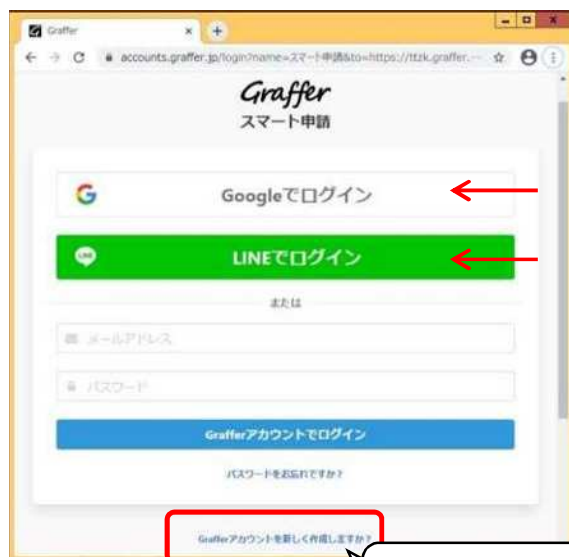 Graffer
accounts.graffer.jp/login?name=スマート申請&to=https://ttzk.graffer.…
Graffer
スマート申請
Googleでログイン
LINE
LINEでログイン
または
メールアドレス
パスワード
Grafferアカウントでログイン
パスワードをお忘れですか?
Grafferアカウントを新しく作成しますか?